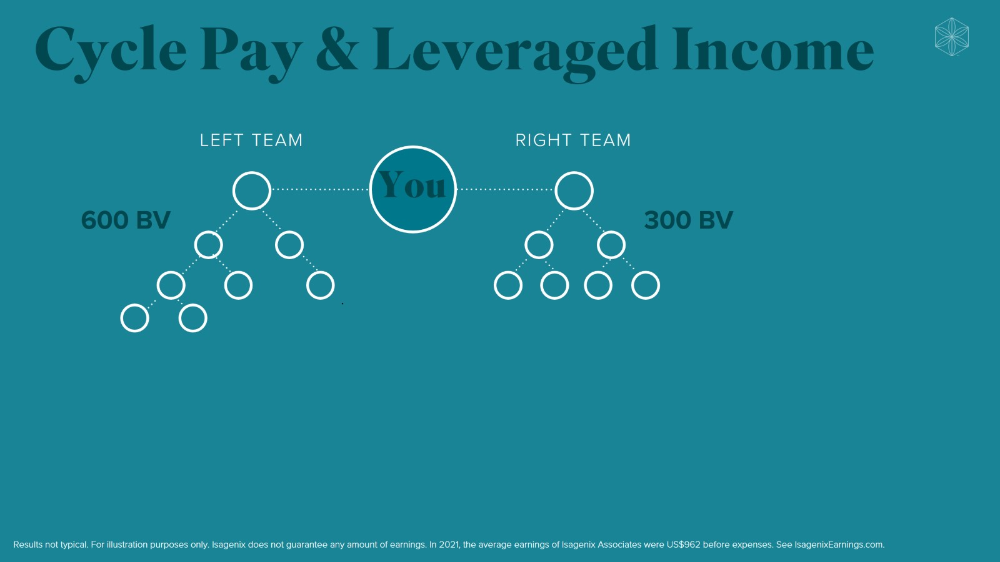 Cycle Pay & Leveraged Income
LEFT TEAM
RIGHT TEAM
You
600 BV
300 BV
Results not typical. For illustration purposes only. Isagenix does not guarantee any amount of earnings. In 2021, the average earnings of Isagenix Associates were US$962 before expenses. See IsagenixEarnings.com.